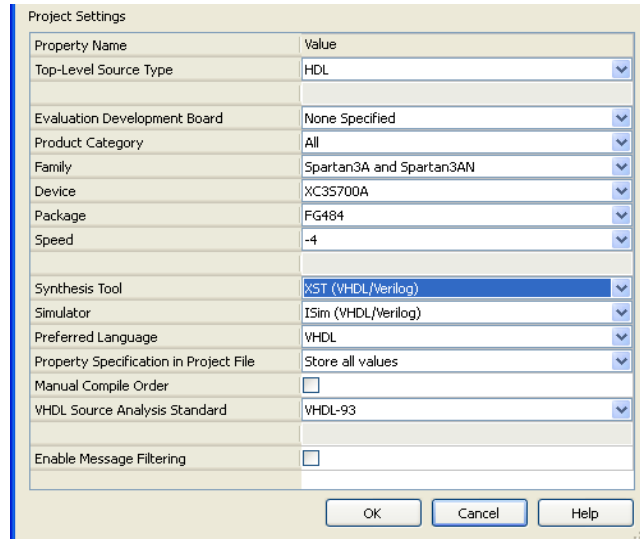 Project Settings
Property Name Value
Top-Level Source Type HDL
Evaluation Development Board None Specified
Product Category All
Family Spartan3A and Spartan3AN
Device XC3S700A
Package FG484
Speed -4
Synthesis Tool XST (VHDL/Verilog)
Simulator ISim (VHDL/Verilog)
Preferred Language VHDL
Property Specification in Project File Store all values
Manual Compile Order
VHDL Source Analysis Standard VHDL-93
Enable Message Filtering
OK Cancel Help